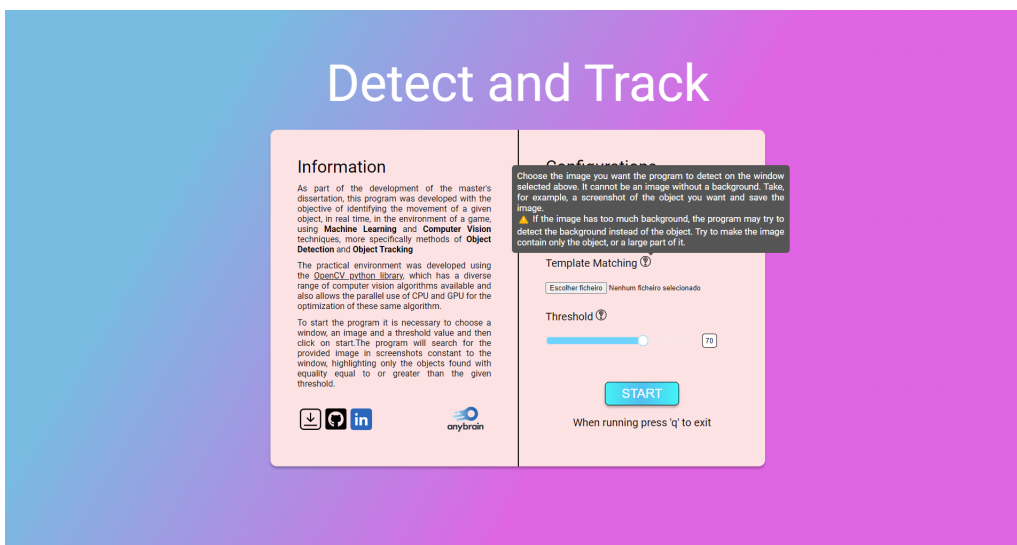 Detect and Track
Information
As part of the development of the master's
dissertation, this program was developed with the
objective of identifying the movement of a given
object, in real time, in the environment of a game,
using Machine Learning and Computer Vision
techniques, more specifically methods of Object
Detection and Object Tracking
The practical environment was developed using
the OpenCV python library, which has a diverse
range of computer vision algorithms available and
also allows the parallel use of CPU and GPU for the
optimization of these same algorithm.
To start the program it is necessary to choose a
window, an image and a threshold value and then
click on start.The program will search for the
provided image in screenshots constant to the
window, highlighting only the objects found with
equality equal to or greater than the given
threshold.
in
anybrain
Configurations
Choose the image you want the program to detect on the window
selected above. It cannot be an image without a background. Take,
for example, a screenshot of the object you want and save the
image.
⚠ If the image has too much background, the program may try to
detect the background instead of the object. Try to make the image
contain only the object, or a large part of it.
Template Matching ?
Escolher ficheiro Nenhum ficheiro selecionado
Threshold ?
70
START
When running press 'q' to exit